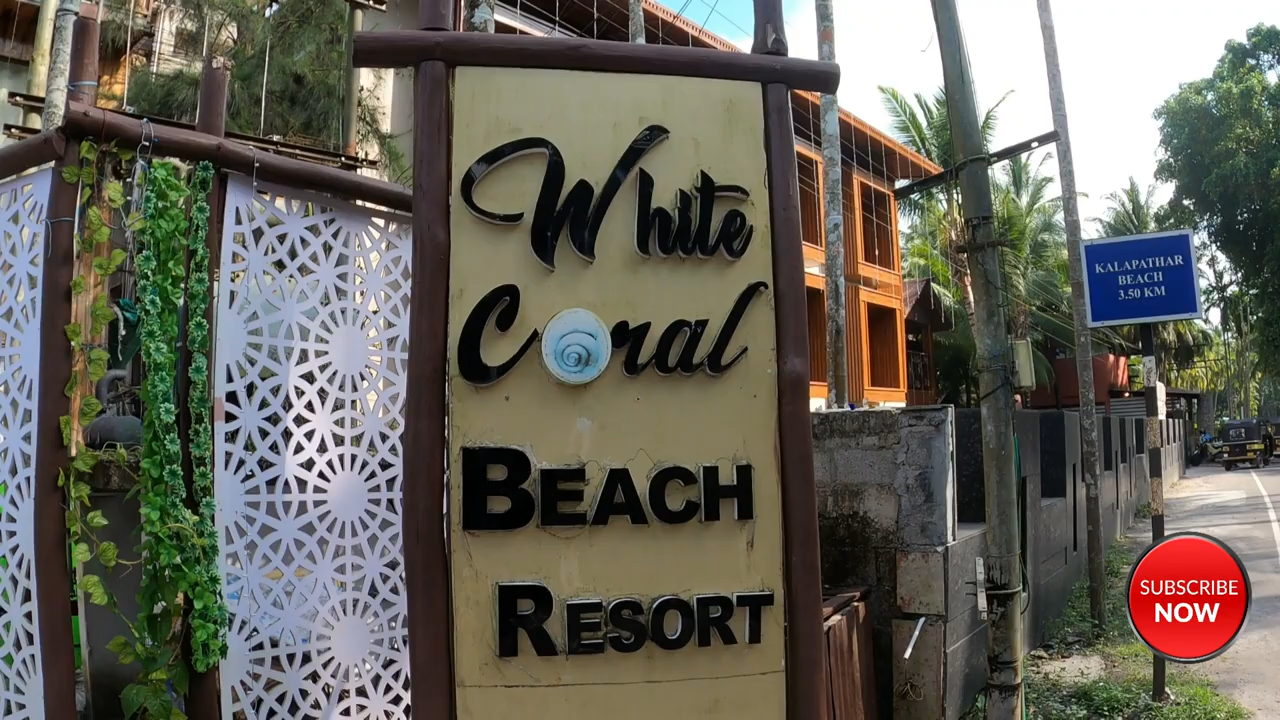 White
Coral
BEACH
RESORT
KALAPATHAR
BEACH
3.50 KM
SUBSCRIBE
NOW